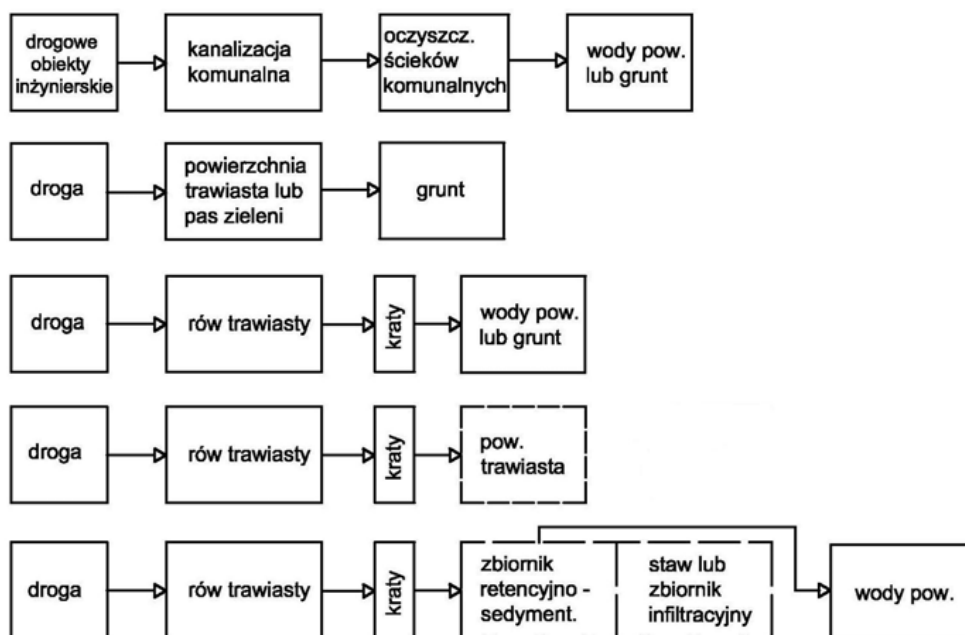 drogowe
obiekty
inżynierskie
kanalizacja
komunalna
oczyszcz.
ścieków
komunalnych
wody pow.
lub grunt
droga
powierzchnia
trawiasta lub
pas zieleni
grunt
droga
rów trawiasty
kraty
wody pow.
lub grunt
droga
rów trawiasty
kraty
pow.
trawiasta
droga
rów trawiasty
kraty
zbiornik
retencyjno -
sedyment.
staw lub
zbiornik
infiltracyjny
wody pow.